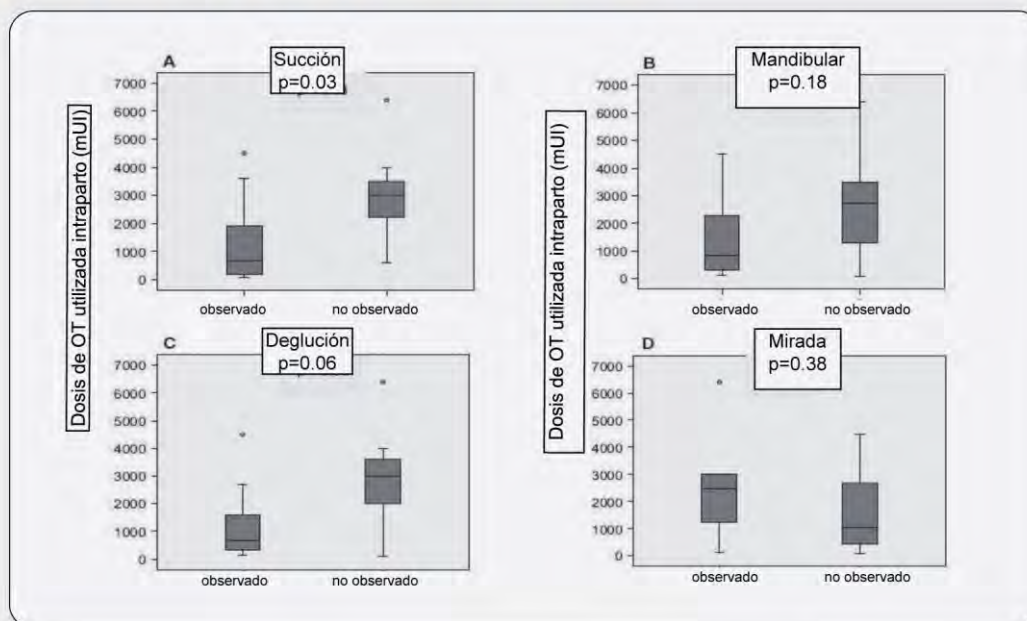 A
Succión
p=0.03
Dosis de OT utilizada intraparto (mUI)
7000
6000
5000
4000
3000
2000
1000
0
observado
no observado
B
Mandibular
p=0.18
Dosis de OT utilizada intraparto (mUI)
7000
6000
5000
4000
3000
2000
1000
0
observado
no observado
C
Deglución
p=0.06
7000
6000
5000
4000
3000
2000
1000
0
observado
no observado
D
Mirada
p=0.38
7000
6000
5000
4000
3000
2000
1000
0
observado
no observado